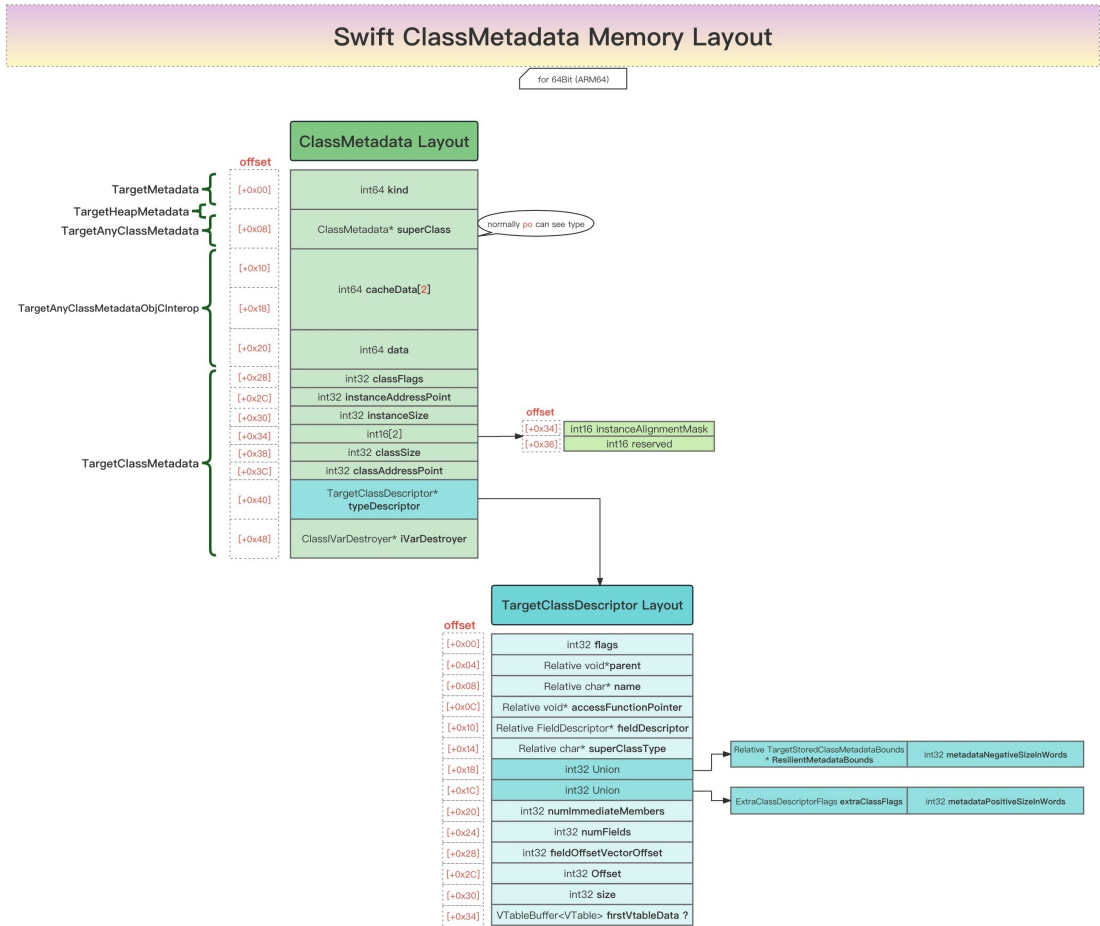 Swift ClassMetadata Memory Layout
for 64Bit (ARM64)
ClassMetadata Layout
offset
TargetMetadata
[+0x00]
int64 kind
TargetHeapMetadata
TargetAnyClassMetadata
[+0x08]
ClassMetadata* superClass
normally po can see type
TargetAnyClassMetadataObjCInterop
[+0x10]
[+0x18]
int64 cacheData[2]
[+0x20]
int64 data
TargetClassMetadata
[+0x28]
int32 classFlags
[+0x2C]
int32 instanceAddressPoint
[+0x30]
int32 instanceSize
[+0x34]
int16[2]
offset
[+0x34]
int16 instanceAlignmentMask
[+0x36]
int16 reserved
[+0x38]
int32 classSize
[+0x3C]
int32 classAddressPoint
[+0x40]
TargetClassDescriptor*
typeDescriptor
[+0x48]
ClassIVarDestroyer* iVarDestroyer
TargetClassDescriptor Layout
offset
[+0x00]
int32 flags
[+0x04]
Relative void*parent
[+0x08]
Relative char* name
[+0x0C]
Relative void* accessFunctionPointer
[+0x10]
Relative FieldDescriptor* fieldDescriptor
[+0x14]
Relative char* superClassType
[+0x18]
int32 Union
Relative TargetStoredClassMetadataBounds
* ResilientMetadataBounds
int32 metadataNegativeSizeInWords
[+0x1C]
int32 Union
ExtraClassDescriptorFlags extraClassFlags
int32 metadataPositiveSizeInWords
[+0x20]
int32 numImmediateMembers
[+0x24]
int32 numFields
[+0x28]
int32 fieldOffsetVectorOffset
[+0x2C]
int32 Offset
[+0x30]
int32 size
[+0x34]
VTableBuffer<VTable> firstVtableData ?